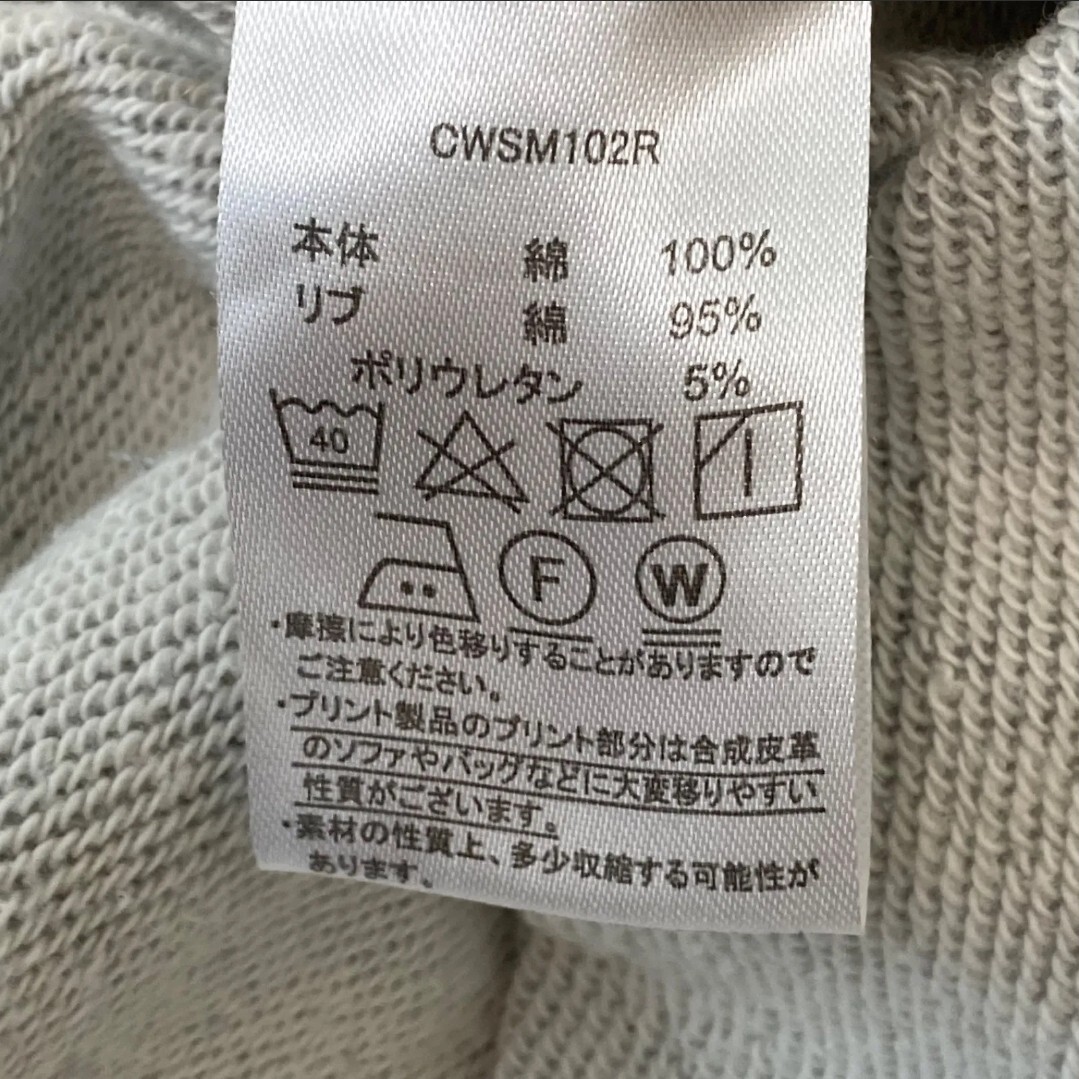 CWSM102R
本体 綿 100%
リブ 綿 95%
ポリウレタン 5%
40
F W
・摩擦により色移りすることがありますので
ご注意ください。
・プリント製品のプリント部分は合成皮革
のソファやバッグなどに大変移りやすい
性質がございます。
・素材の性質上、多少収縮する可能性が
あります。